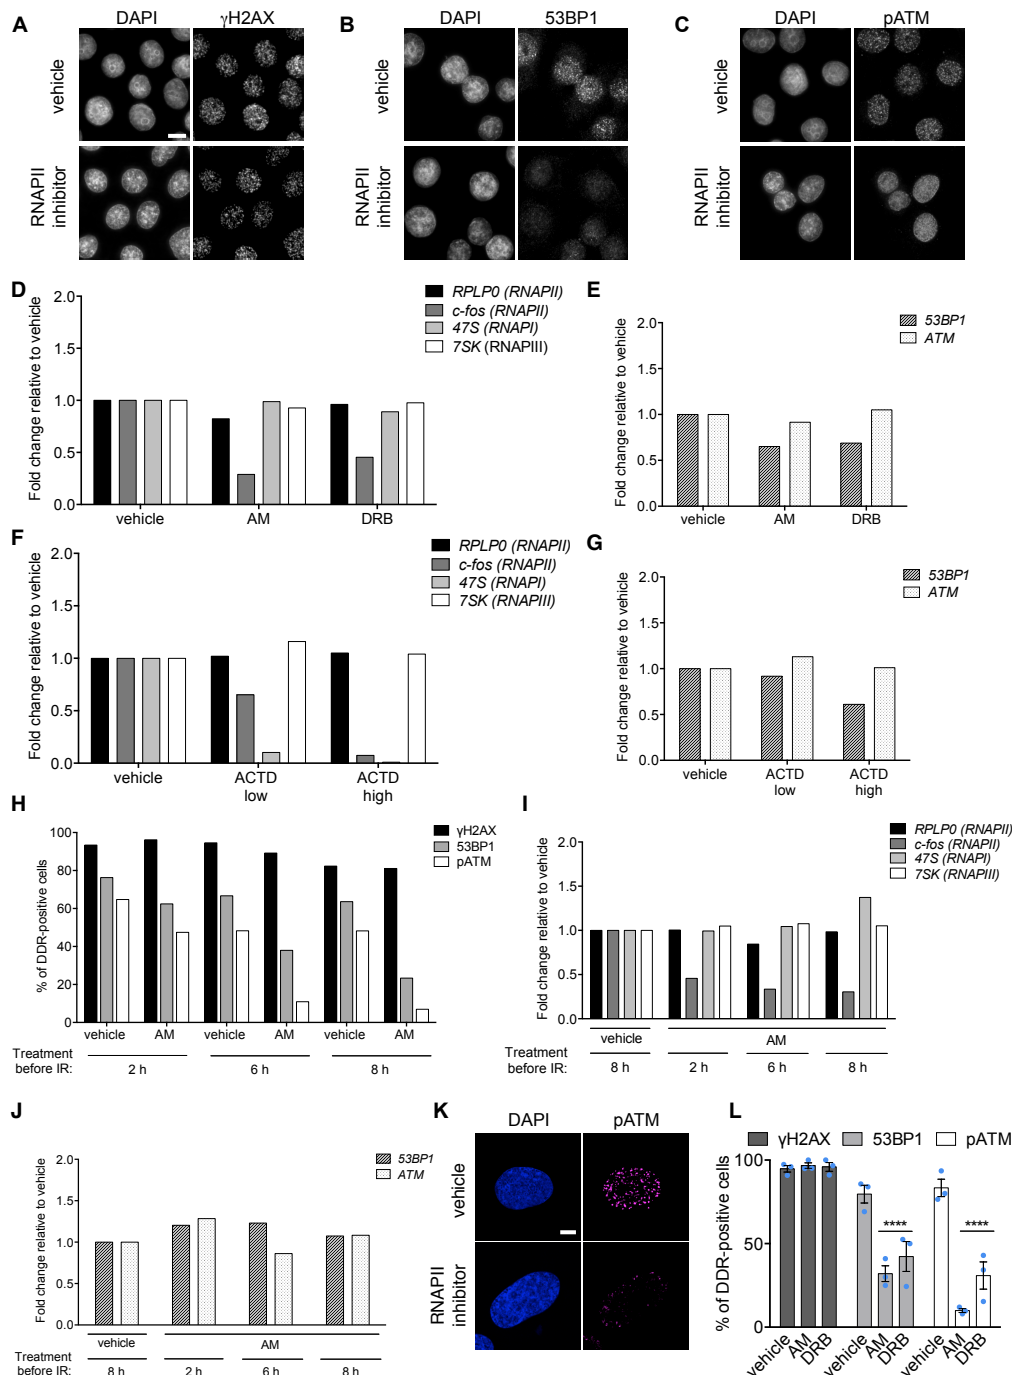 A
DAPI
γH2AX
vehicle
RNAPII
inhibitor
B
DAPI
53BP1
vehicle
RNAPII
inhibitor
C
DAPI
pATM
vehicle
RNAPII
inhibitor
D
Fold change relative to vehicle
2.0
1.5
1.0
0.5
0.0
vehicle
AM
DRB
RPLP0 (RNAPII)
c-fos (RNAPII)
47S (RNAPI)
7SK (RNAPIII)
E
Fold change relative to vehicle
2.0
1.5
1.0
0.5
0.0
vehicle
AM
DRB
53BP1
ATM
F
Fold change relative to vehicle
2.0
1.5
1.0
0.5
0.0
vehicle
ACTD
low
ACTD
high
RPLP0 (RNAPII)
c-fos (RNAPII)
47S (RNAPI)
7SK (RNAPIII)
G
Fold change relative to vehicle
2.0
1.5
1.0
0.5
0.0
vehicle
ACTD
low
ACTD
high
53BP1
ATM
H
% of DDR-positive cells
100
80
60
40
20
0
vehicle
AM
vehicle
AM
vehicle
AM
Treatment
before IR:
2 h
6 h
8 h
γH2AX
53BP1
pATM
I
Fold change relative to vehicle
2.0
1.5
1.0
0.5
0.0
vehicle
AM
Treatment
before IR:
8 h
2 h
6 h
8 h
RPLP0 (RNAPII)
c-fos (RNAPII)
47S (RNAPI)
7SK (RNAPIII)
J
Fold change relative to vehicle
2.0
1.5
1.0
0.5
0.0
vehicle
AM
Treatment
before IR:
8 h
2 h
6 h
8 h
53BP1
ATM
K
DAPI
pATM
vehicle
RNAPII
inhibitor
L
γH2AX
53BP1
pATM
% of DDR-positive cells
100
50
0
****
****
vehicle
AM
DRB
vehicle
AM
DRB
vehicle
AM
DRB